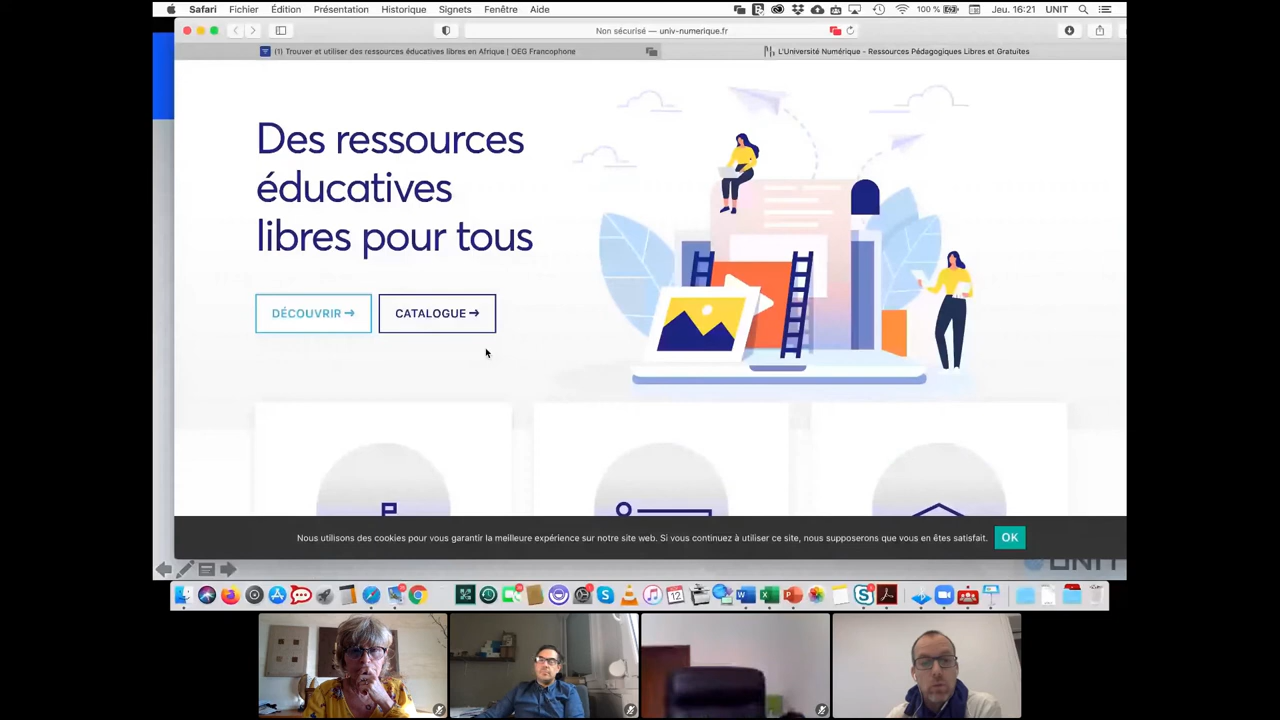 Safari Fichier Édition Présentation Historique Signets Fenêtre Aide 100 % Jeu. 16:21 UNIT
Non sécurisé — univ-numerique.fr
(1) Trouver et utiliser des ressources éducatives libres en Afrique | OEG Francophone
L'Université Numérique - Ressources Pédagogiques Libres et Gratuites
Des ressources
éducatives
libres pour tous
DÉCOUVRIR →
CATALOGUE →
Nous utilisons des cookies pour vous garantir la meilleure expérience sur notre site web. Si vous continuez à utiliser ce site, nous supposerons que vous en êtes satisfait.
OK
UNIT
12